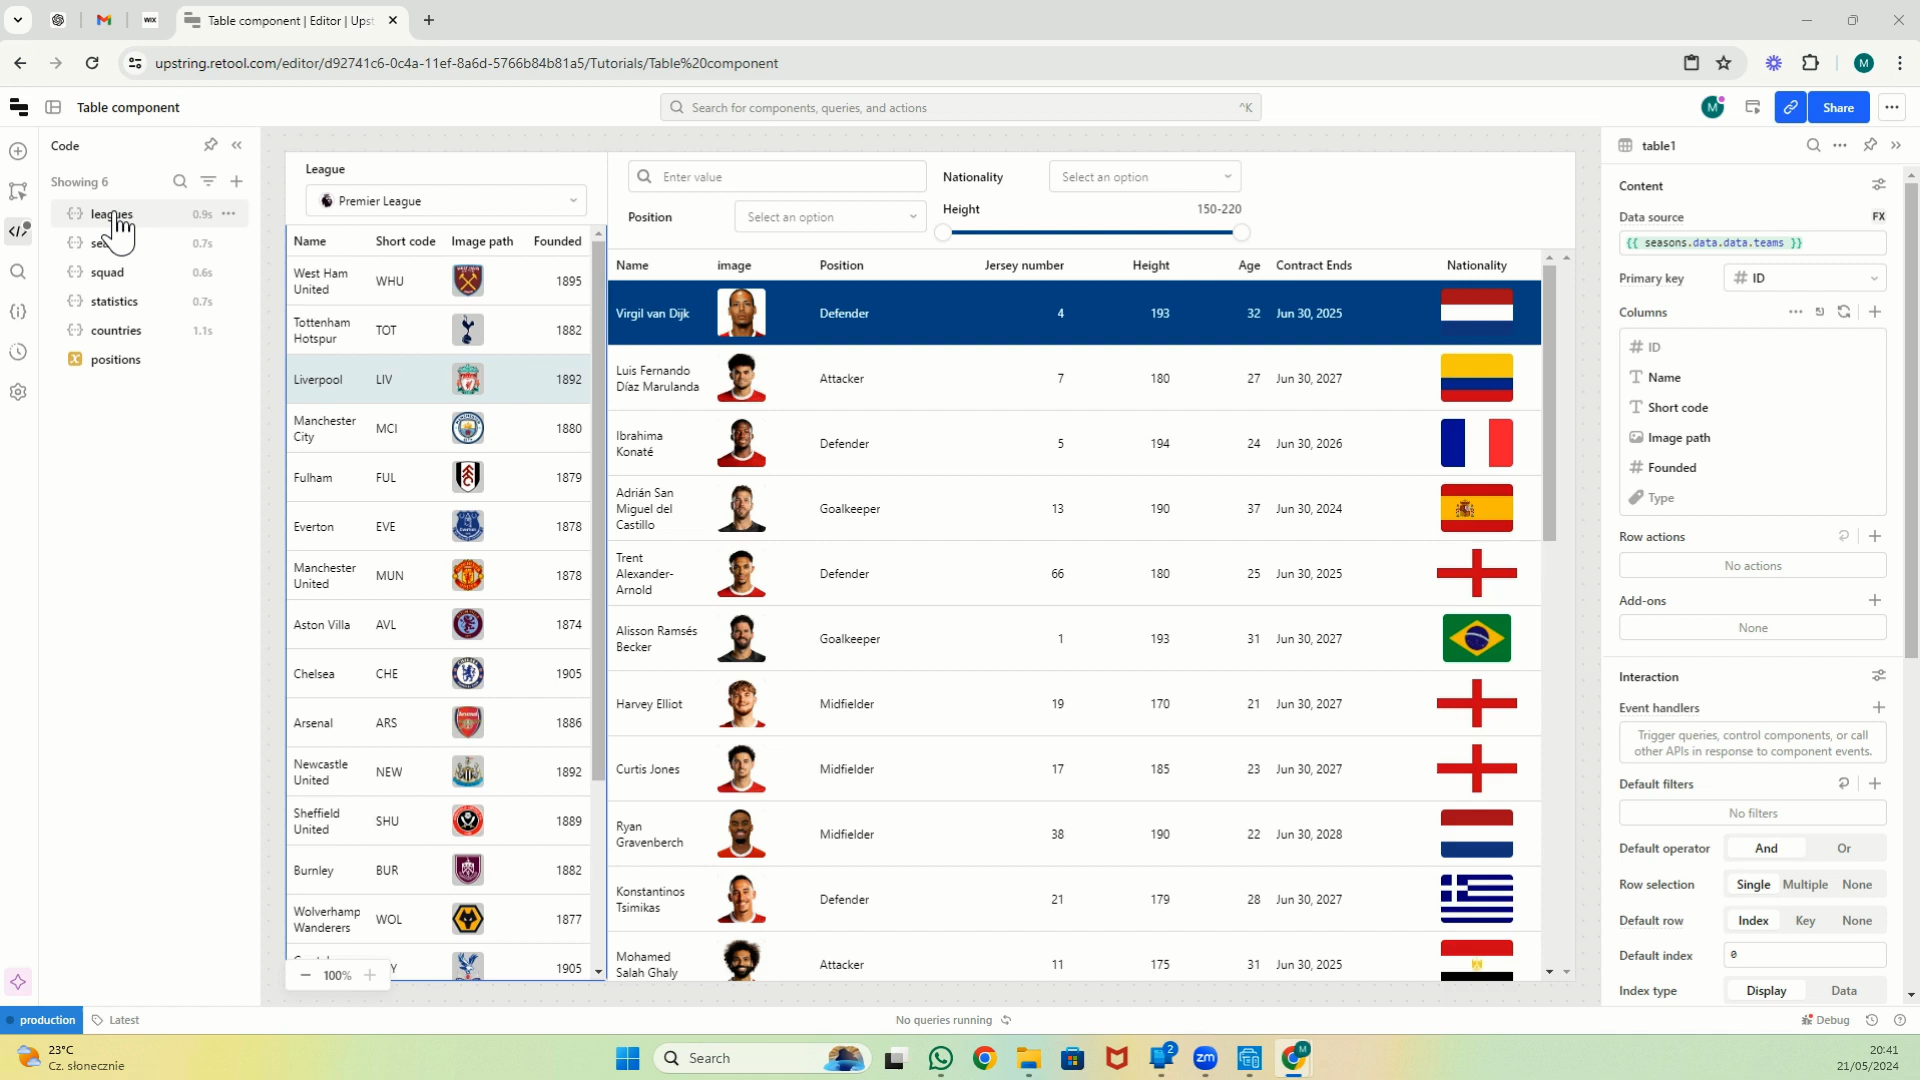 Table component | Editor | Upst
upstring.retool.com/editor/d92741c6-0c4a-11ef-8a6d-5766b84b81a5/Tutorials/Table%20component
M
Table component
Search for components, queries, and actions
^K
M
Share
Code
Showing 6
leagues 0.9s
0.7s
squad 0.6s
statistics 0.7s
countries 1.1s
positions
League
Premier League
Enter value
Nationality
Select an option
Position
Select an option
Height
150-220
Name Short code Image path Founded
West Ham
United
WHU
1895
Tottenham
Hotspur
TOT
1882
Liverpool LIV 1892
Manchester
City
MCI
1880
Fulham FUL 1879
Everton EVE 1878
Manchester
United
MUN
1878
Aston Villa AVL 1874
Chelsea CHE 1905
Arsenal ARS 1886
Newcastle
United
NEW
1892
Sheffield
United
SHU
1889
Burnley BUR 1882
Wolverhamp
Wanderers
WOL
1877
Y
1905
100%
Name image Position Jersey number Height Age Contract Ends Nationality
Virgil van Dijk Defender 4 193 32 Jun 30, 2025
Luis Fernando
Díaz Marulanda
Attacker 7 180 27 Jun 30, 2027
Ibrahima
Konaté
Defender 5 194 24 Jun 30, 2026
Adrián San
Miguel del
Castillo
Goalkeeper 13 190 37 Jun 30, 2024
Trent
Alexander-
Arnold
Defender 66 180 25 Jun 30, 2025
Alisson Ramsés
Becker
Goalkeeper 1 193 31 Jun 30, 2027
Harvey Elliot Midfielder 19 170 21 Jun 30, 2027
Curtis Jones Midfielder 17 185 23 Jun 30, 2027
Ryan
Gravenberch
Midfielder 38 190 22 Jun 30, 2028
Konstantinos
Tsimikas
Defender 21 179 28 Jun 30, 2027
Mohamed
Salah Ghaly
Attacker 11 175 31 Jun 30, 2025
table1
Content
Data source
FX
{{ seasons.data.data.teams }}
Primary key
# ID
Columns
# ID
Name
Short code
Image path
# Founded
Type
Row actions
No actions
Add-ons
None
Interaction
Event handlers
Trigger queries, control components, or call
other APIs in response to component events.
Default filters
No filters
Default operator And Or
Row selection Single Multiple None
Default row Index Key None
Default index 0
Index type Display Data
production
Latest
No queries running
Debug
23°C
Cz. słonecznie
Search
2
zm
M
20:41
21/05/2024
WIX